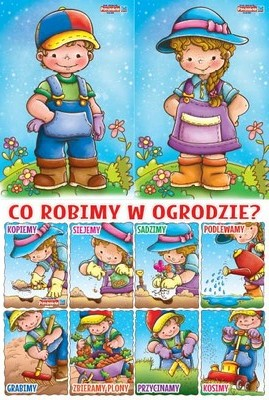 CO ROBIMY W OGRODZIE?
KOPIEMY SIEJEMY SADZIMY PODLEWAMY
GRABIMY ZBIERAMY PLONY PRZYCINAMY KOSIMY